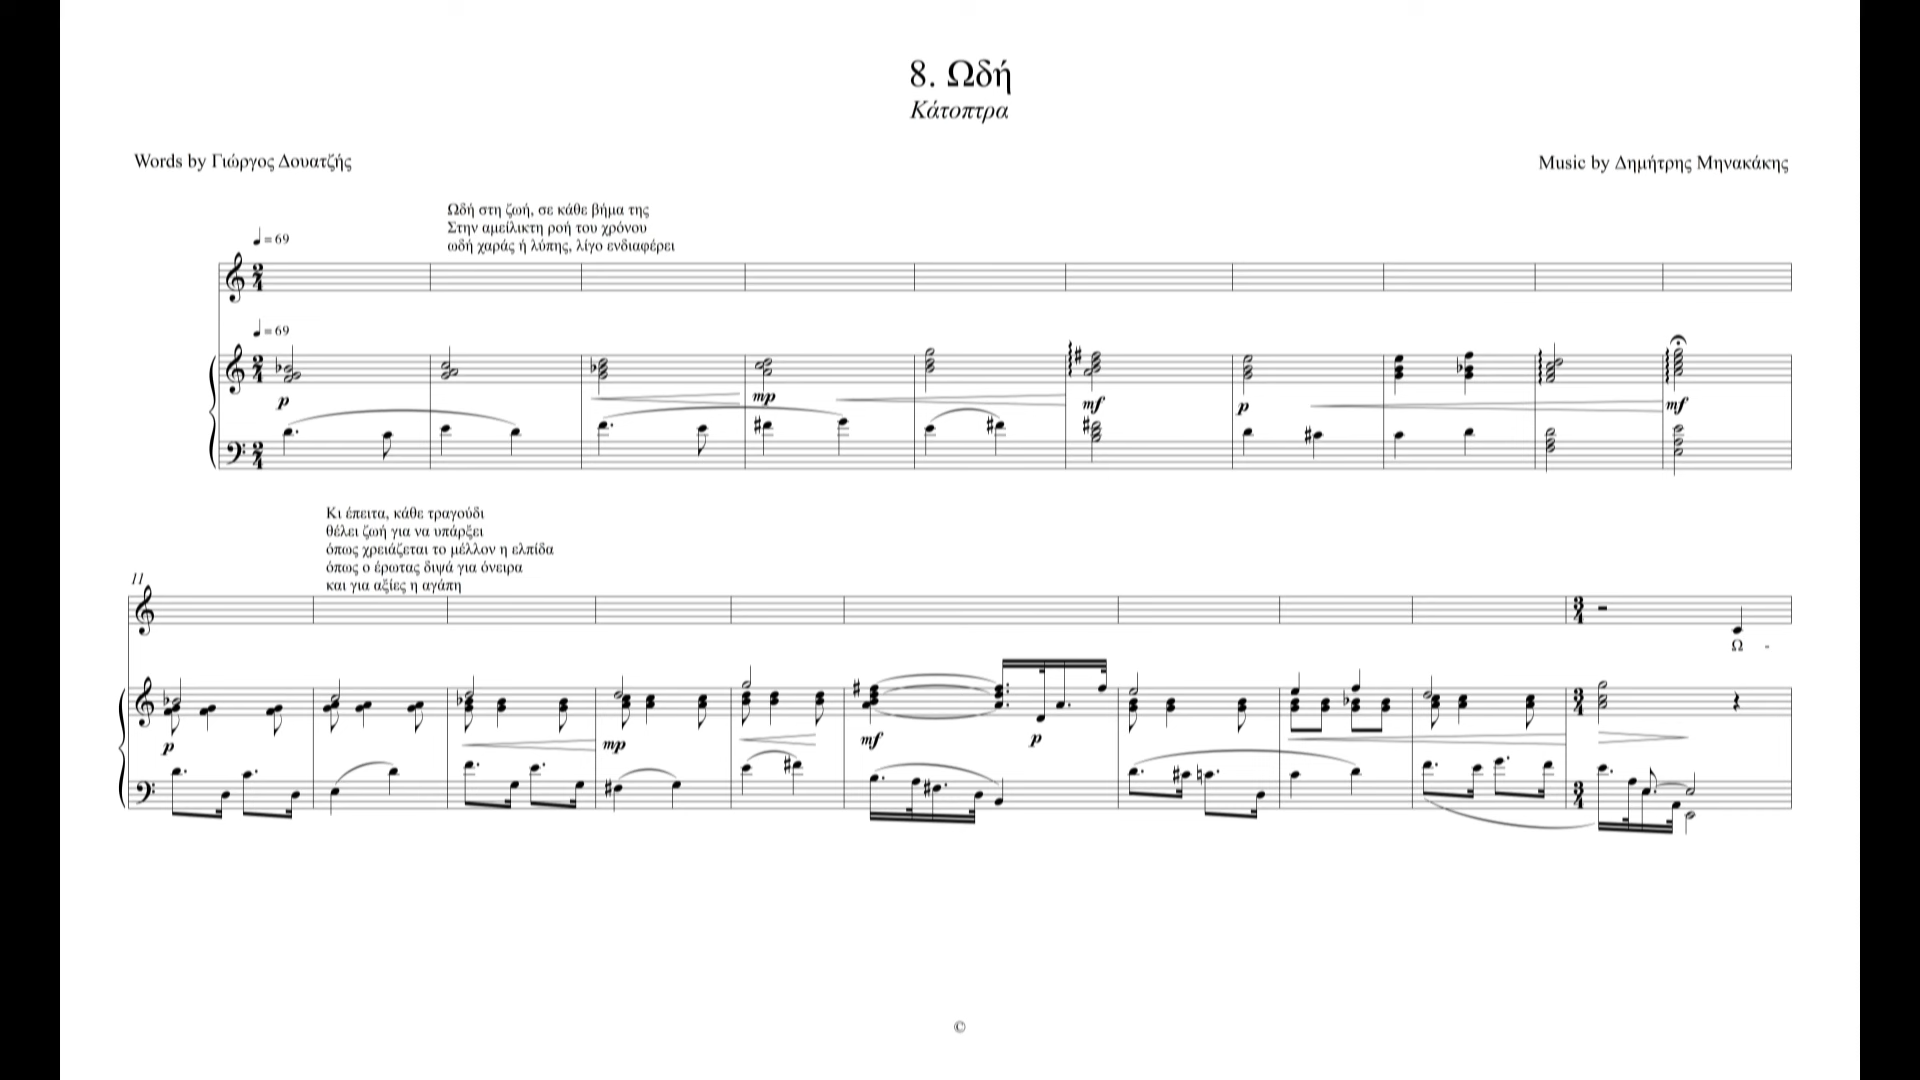 8. Ωδή
Κάτοπτρα
Words by Γιώργος Δουατζής
Music by Δημήτρης Μηνακάκης
Ωδή στη ζωή, σε κάθε βήμα της
Στην αμείλικτη ροή του χρόνου
ωδή χαράς ή λύπης, λίγο ενδιαφέρει
♩ = 69
♩ = 69
p mp mf p mf
Κι έπειτα, κάθε τραγούδι
θέλει ζωή για να υπάρξει
όπως χρειάζεται το μέλλον η ελπίδα
όπως ο έρωτας διψά για όνειρα
και για αξίες η αγάπη
11
Ω -
p mp mf p
©